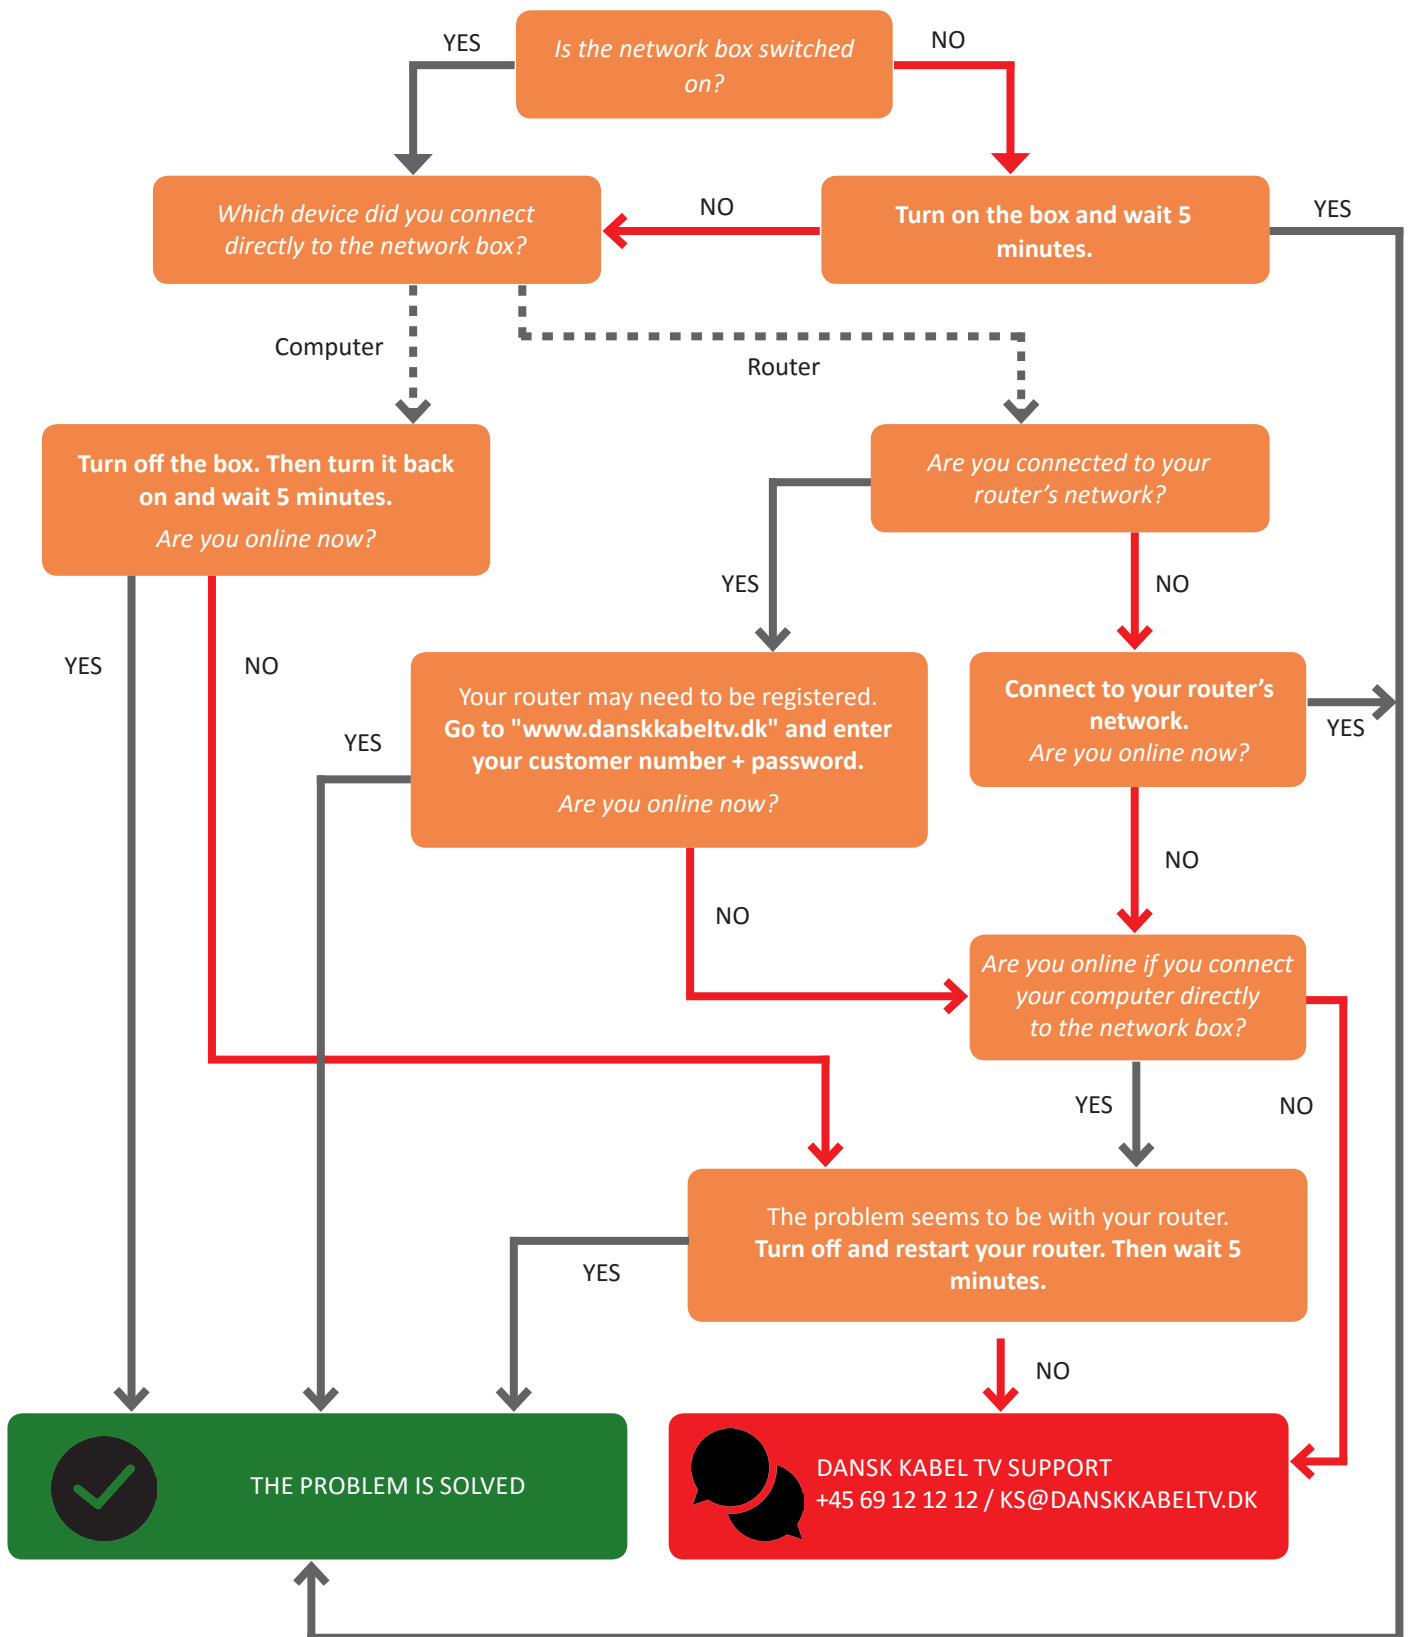 YES
Is the network box switched
on?
NO
Which device did you connect
directly to the network box?
NO
Turn on the box and wait 5
minutes.
YES
Computer
Router
Turn off the box. Then turn it back
on and wait 5 minutes.
Are you online now?
Are you connected to your
router’s network?
YES
NO
YES
NO
Your router may need to be registered.
Go to "www.danskkabeltv.dk" and enter
your customer number + password.
Are you online now?
Connect to your router’s
network.
Are you online now?
YES
YES
NO
NO
Are you online if you connect
your computer directly
to the network box?
YES
NO
The problem seems to be with your router.
Turn off and restart your router. Then wait 5
minutes.
YES
NO
THE PROBLEM IS SOLVED
DANSK KABEL TV SUPPORT
+45 69 12 12 12 / KS@DANSKKABELTV.DK